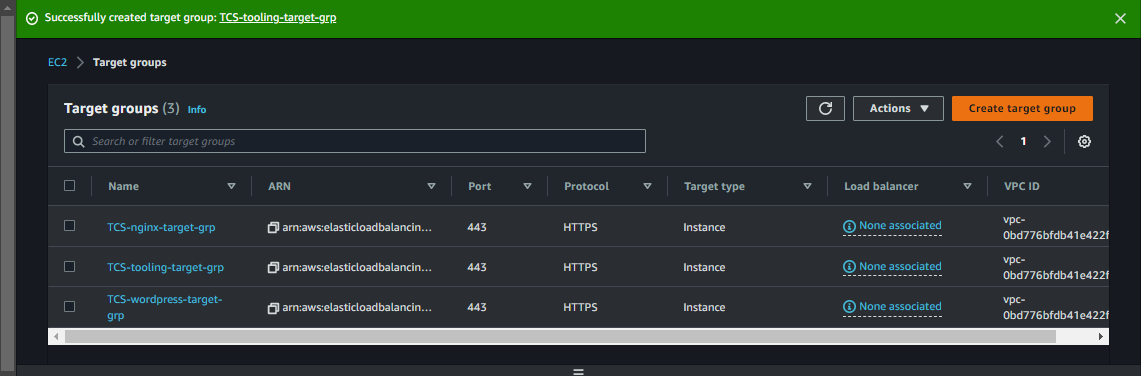 Successfully created target group: TCS-tooling-target-grp
EC2 > Target groups
Target groups (3) Info
Actions
Create target group
Search or filter target groups
1
Name ARN Port Protocol Target type Load balancer VPC ID
TCS-nginx-target-grp arn:aws:elasticloadbalancin... 443 HTTPS Instance None associated vpc-
0bd776bfdb41e422f
TCS-tooling-target-grp arn:aws:elasticloadbalancin... 443 HTTPS Instance None associated vpc-
0bd776bfdb41e422f
TCS-wordpress-target-
grp arn:aws:elasticloadbalancin... 443 HTTPS Instance None associated vpc-
0bd776bfdb41e422f